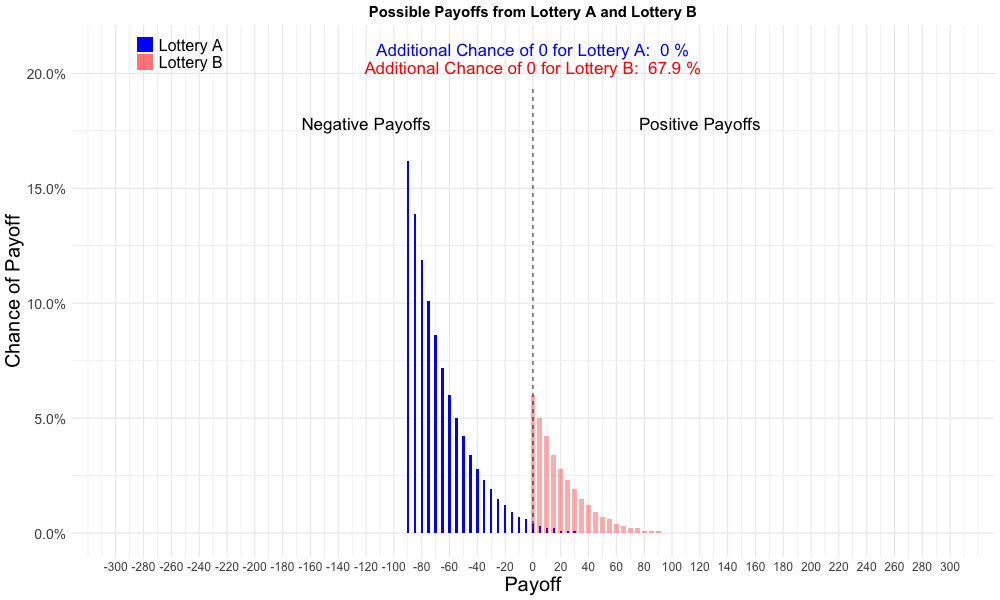 Possible Payoffs from Lottery A and Lottery B
Lottery A
Lottery B
Additional Chance of 0 for Lottery A:  0 %
Additional Chance of 0 for Lottery B:  67.9 %
Negative Payoffs
Positive Payoffs
Chance of Payoff
20.0%
15.0%
10.0%
5.0%
0.0%
-300 -280 -260 -240 -220 -200 -180 -160 -140 -120 -100 -80 -60 -40 -20 0 20 40 60 80 100 120 140 160 180 200 220 240 260 280 300
Payoff